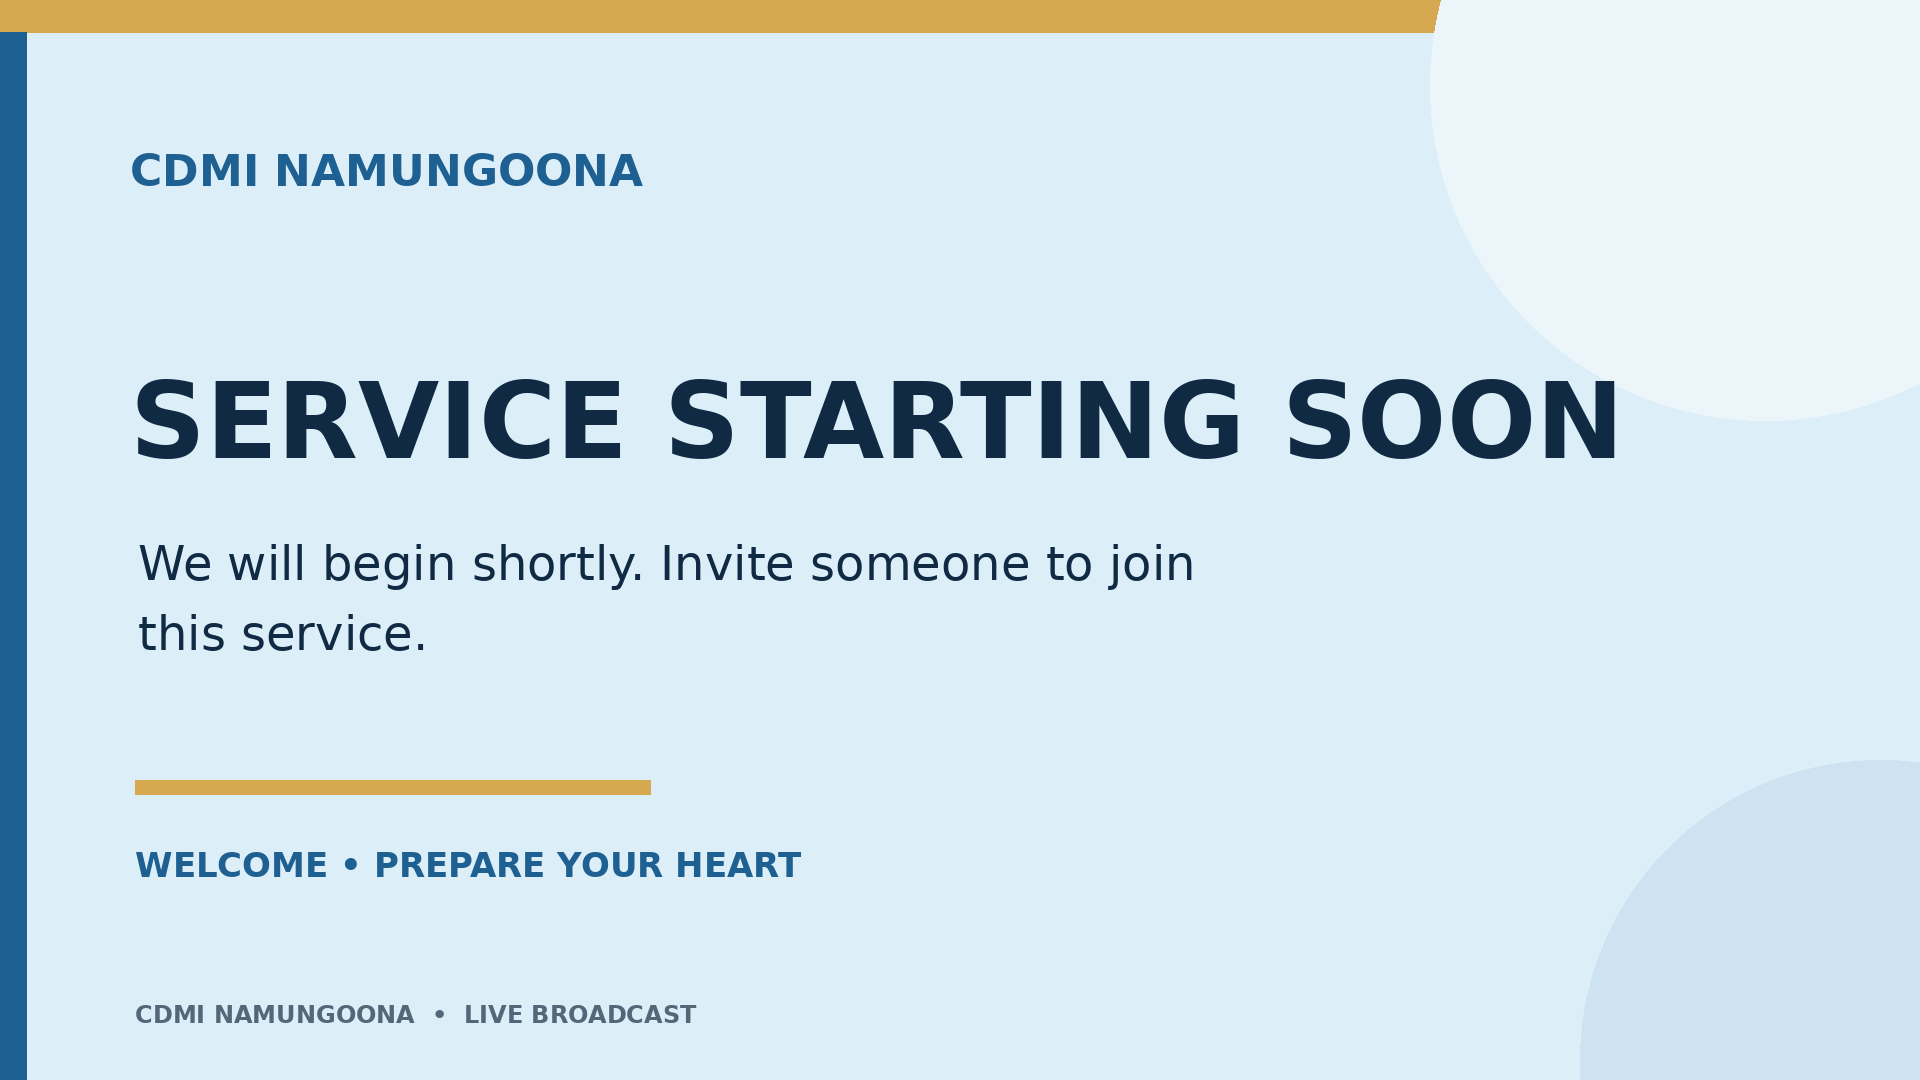 CDMI NAMUNGOONA
SERVICE STARTING SOON
We will begin shortly. Invite someone to join
this service.
WELCOME • PREPARE YOUR HEART
CDMI NAMUNGOONA • LIVE BROADCAST